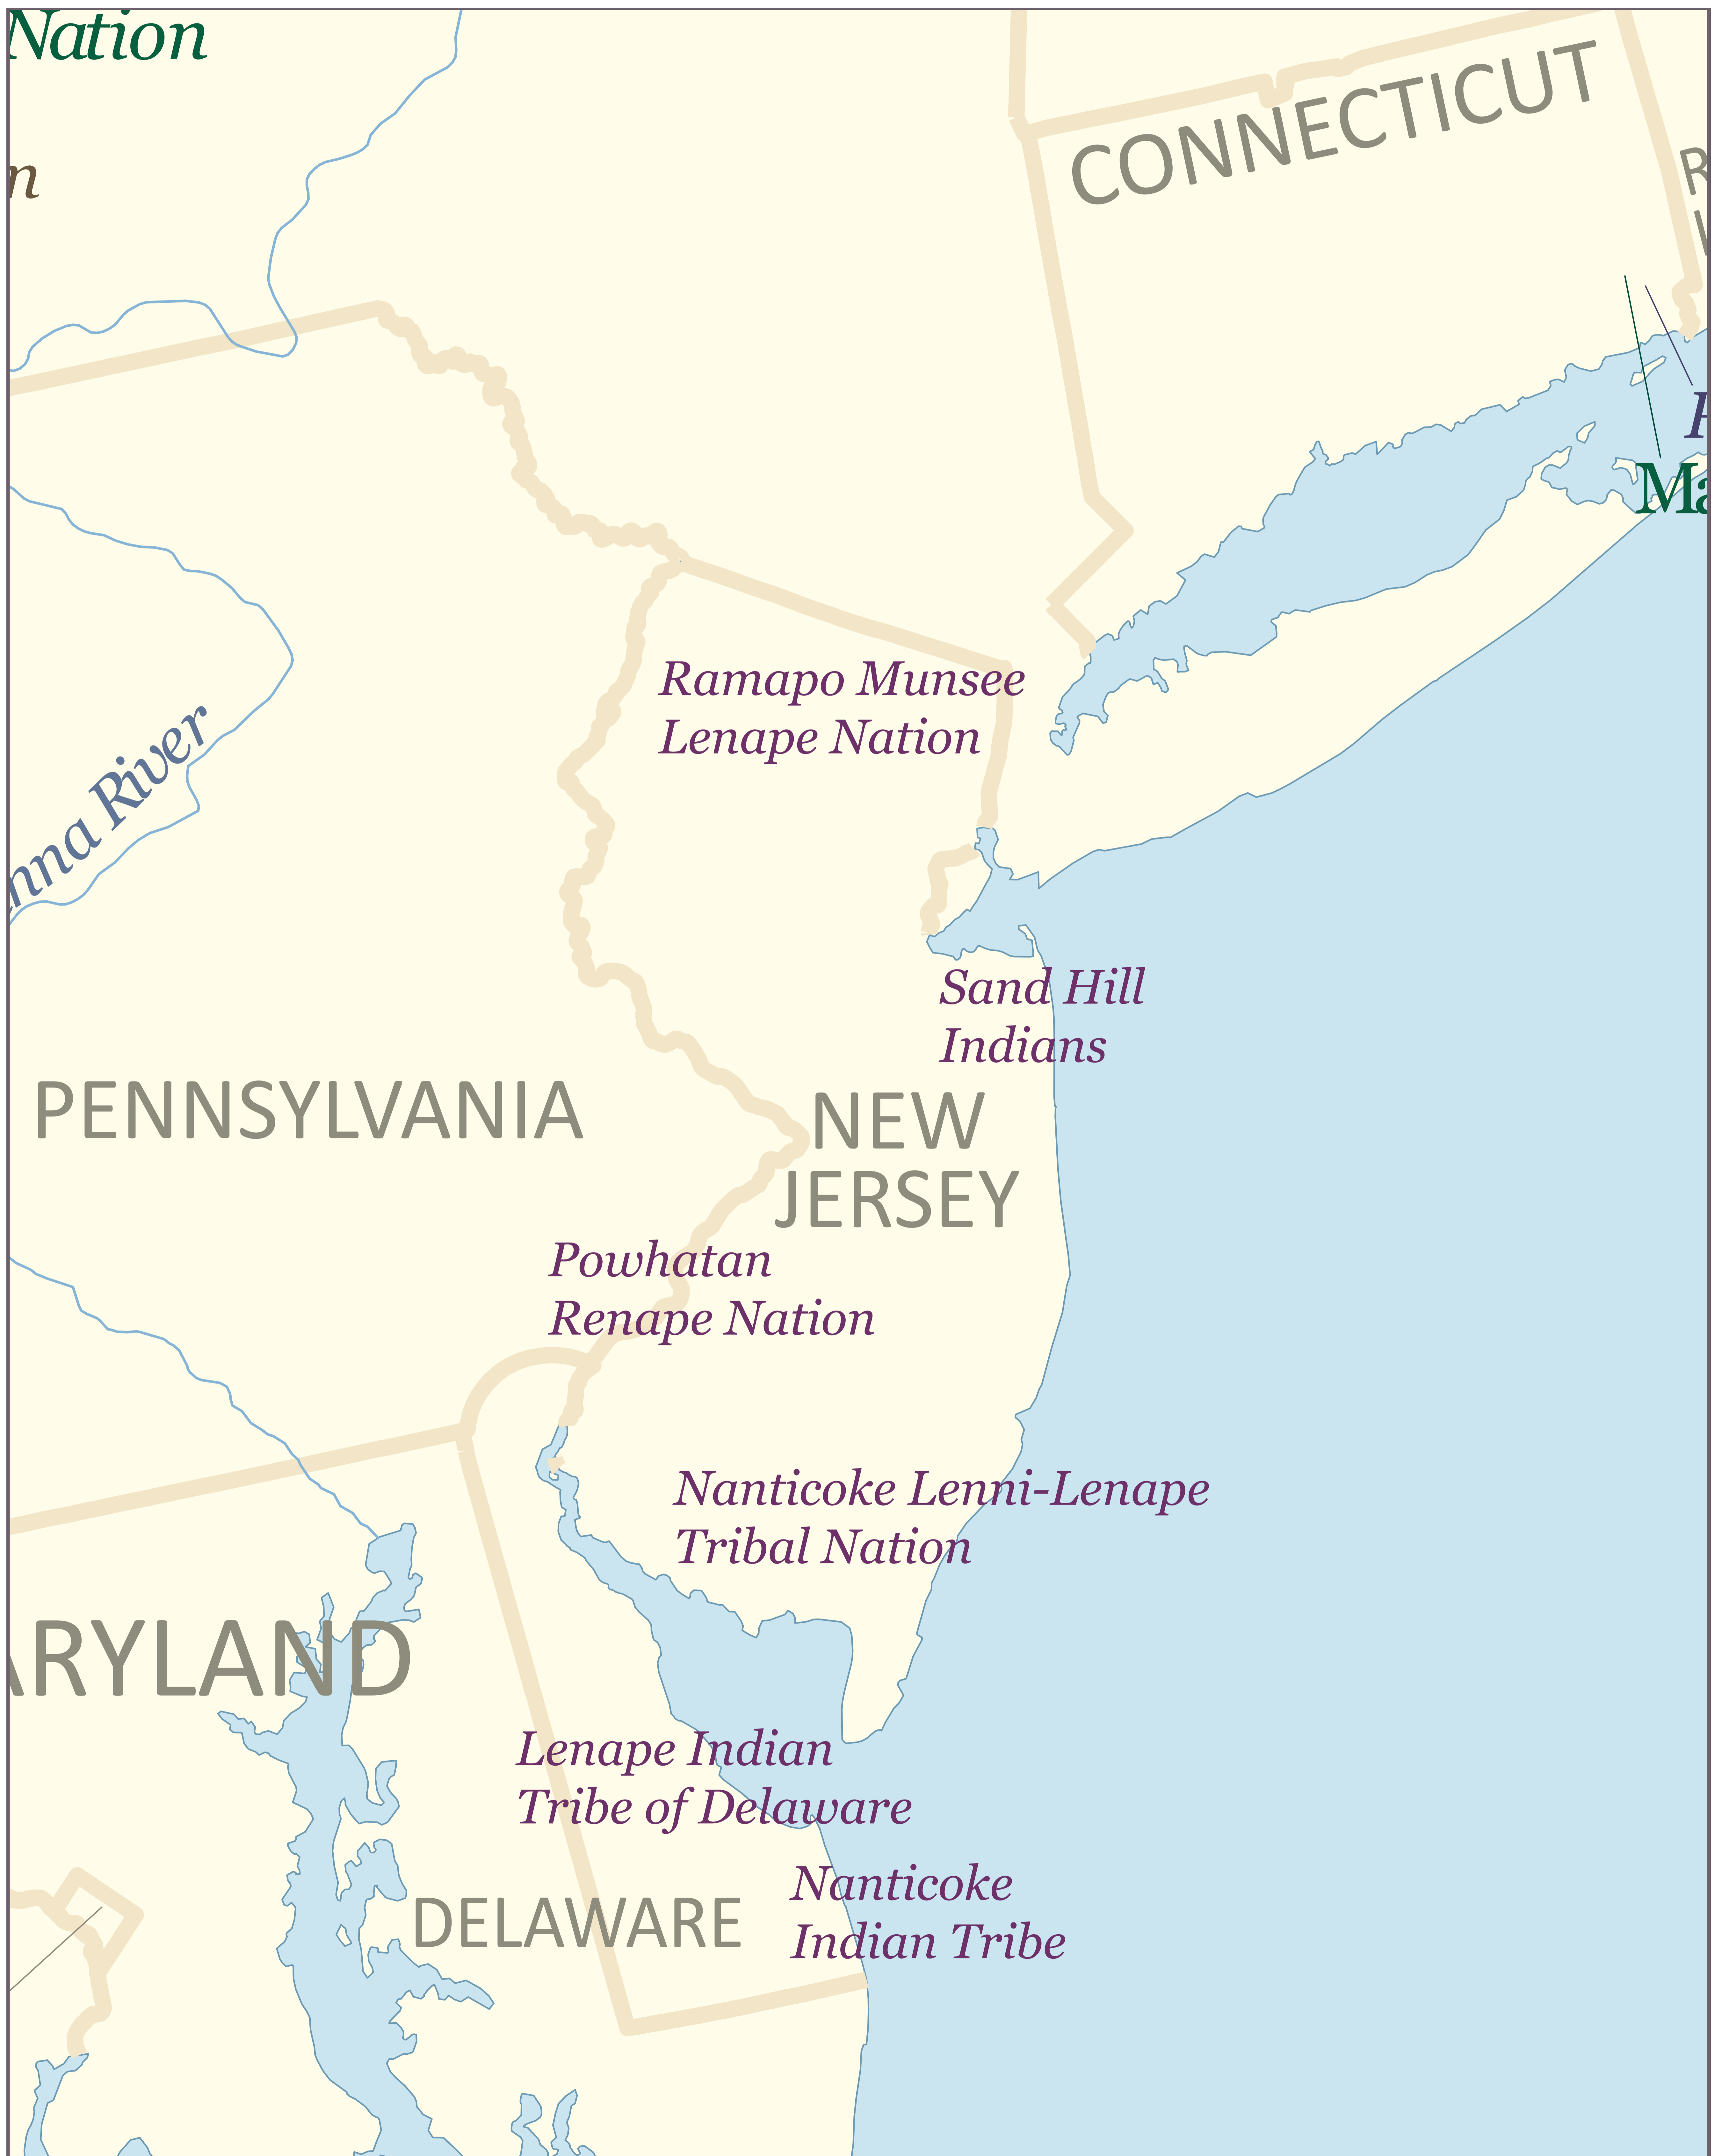 Nation
CONNECTICUT
Ramapo Munsee
Lenape Nation
nna River
Sand Hill
Indians
PENNSYLVANIA
NEW
JERSEY
Powhatan
Renape Nation
Nanticoke Lenni-Lenape
Tribal Nation
ARYLAND
Lenape Indian
Tribe of Delaware
Nanticoke
Indian Tribe
DELAWARE